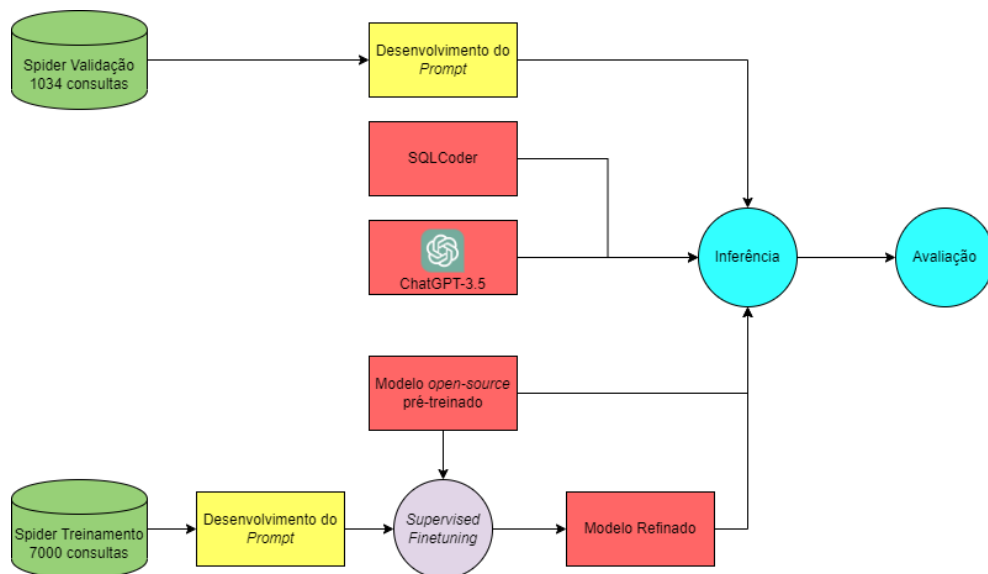 Spider Validação
1034 consultas
Desenvolvimento do
Prompt
SQLCoder
ChatGPT-3.5
Inferência
Avaliação
Modelo open-source
pré-treinado
Spider Treinamento
7000 consultas
Desenvolvimento do
Prompt
Supervised
Finetuning
Modelo Refinado